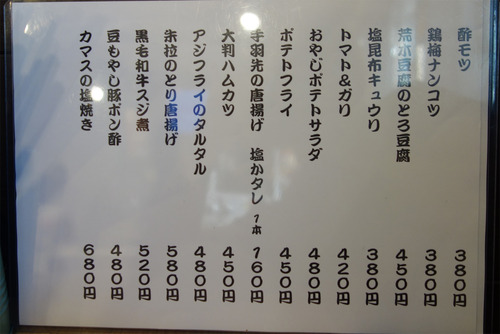 酢モツ 380円
鶏梅ナンコツ 380円
荒木豆腐のとろ豆腐 450円
塩昆布キュウリ 380円
トマト&ガリ 420円
おやじポテトサラダ 480円
ポテトフライ 450円
手羽先の唐揚げ 塩かタレ 1本 160円
大判ハムカツ 450円
アジフライのタルタル 480円
朱拉のとり唐揚げ 580円
黒毛和牛スジ煮 520円
豆もやし豚ポン酢 480円
カマスの塩焼き 680円